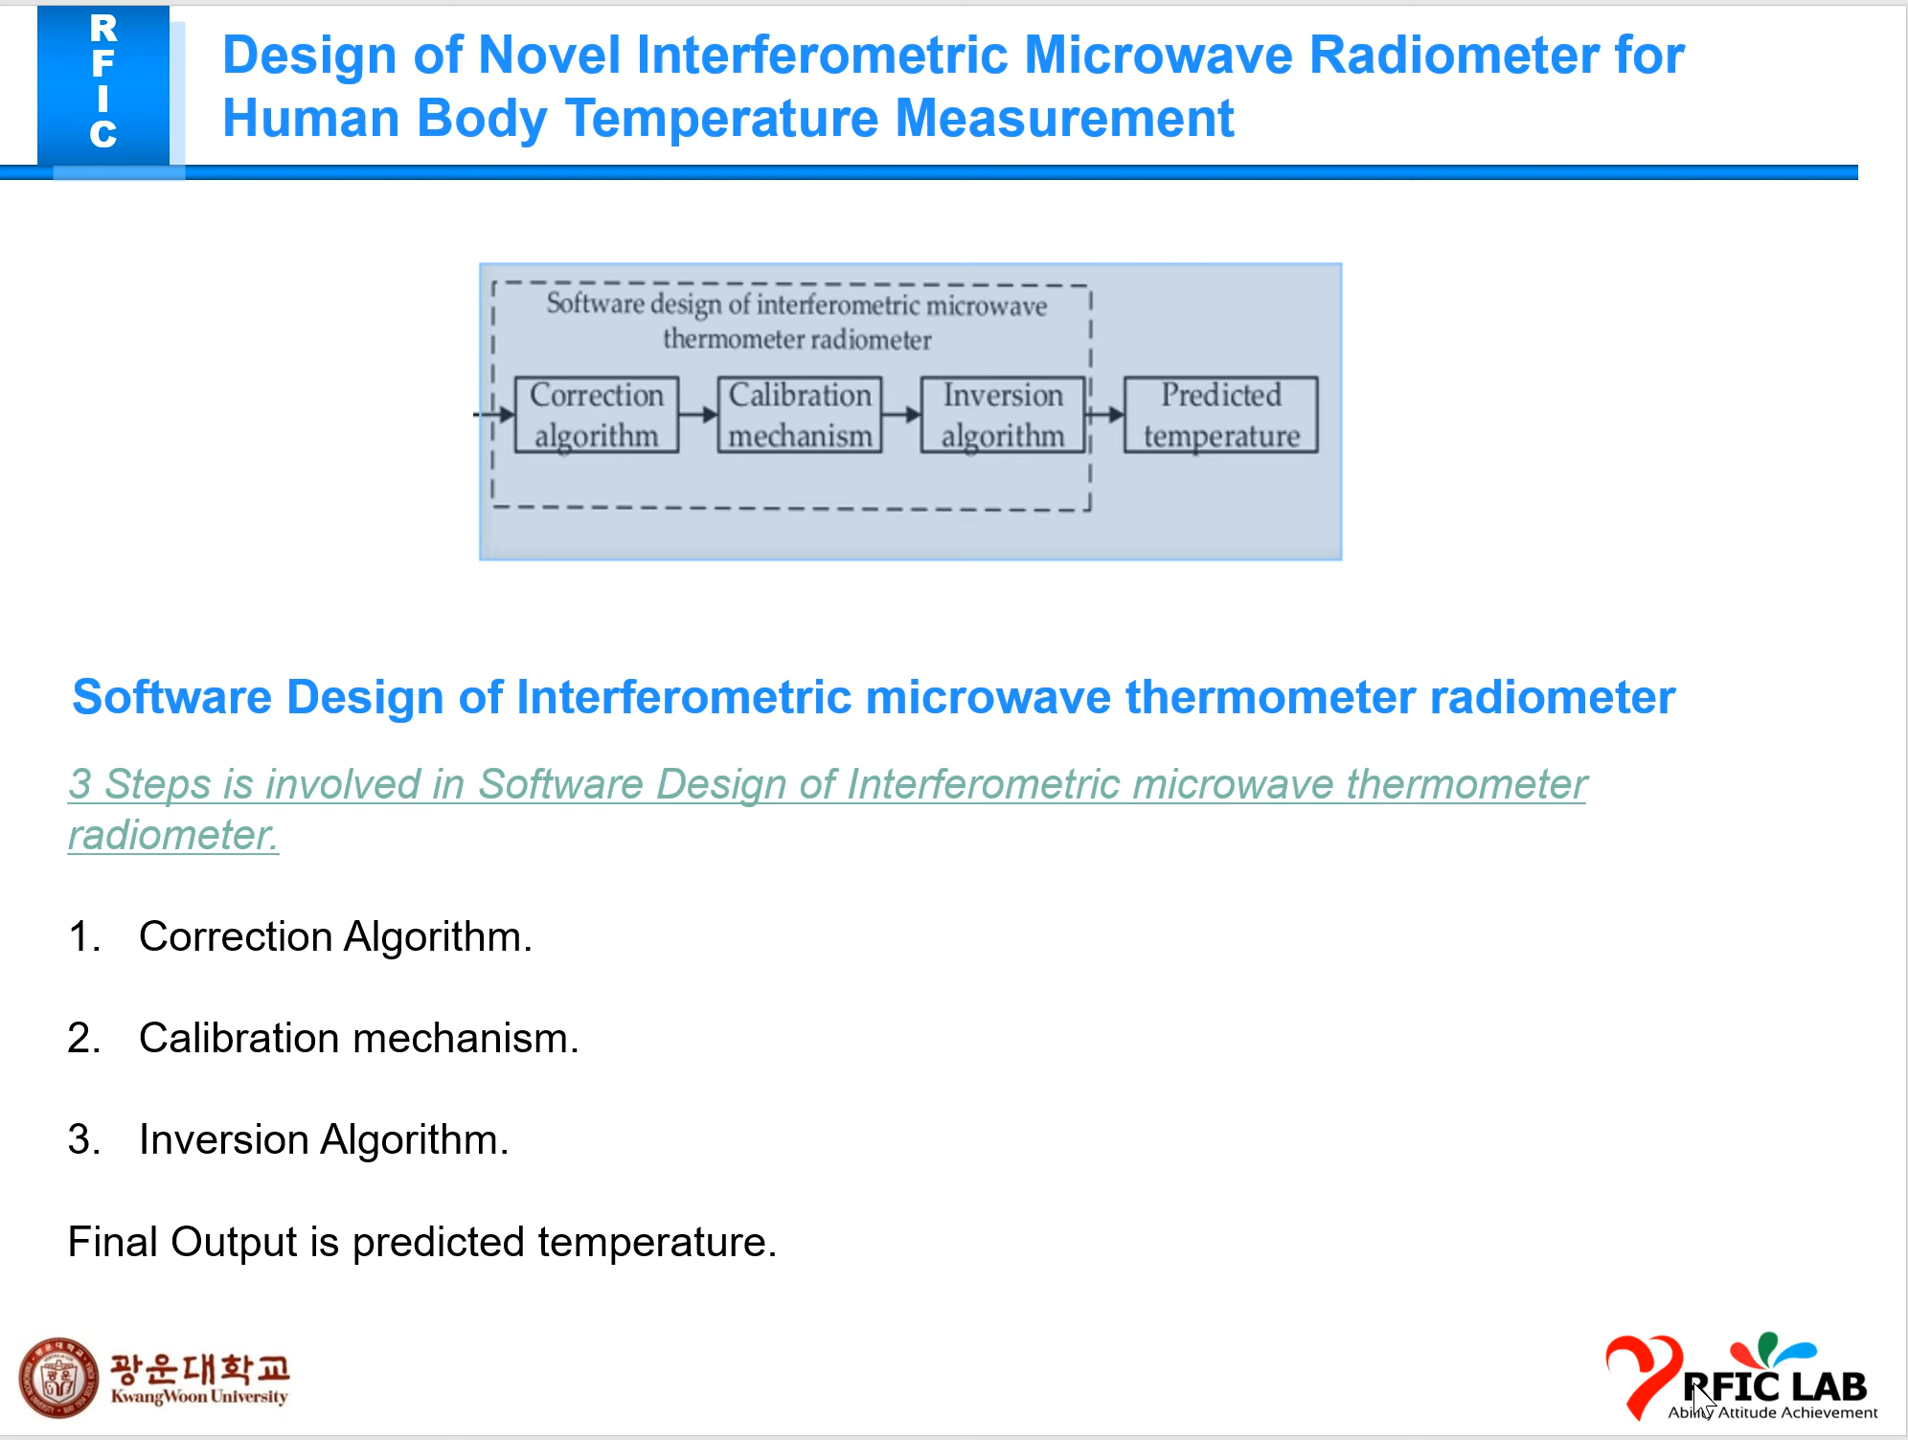 R
F
I
C
Design of Novel Interferometric Microwave Radiometer for
Human Body Temperature Measurement
Software design of interferometric microwave
thermometer radiometer
Correction
algorithm
Calibration
mechanism
Inversion
algorithm
Predicted
temperature
Software Design of Interferometric microwave thermometer radiometer
3 Steps is involved in Software Design of Interferometric microwave thermometer
radiometer.
1. Correction Algorithm.
2. Calibration mechanism.
3. Inversion Algorithm.
Final Output is predicted temperature.
광운대학교
KwangWoon University
RFIC LAB
Ability Attitude Achievement